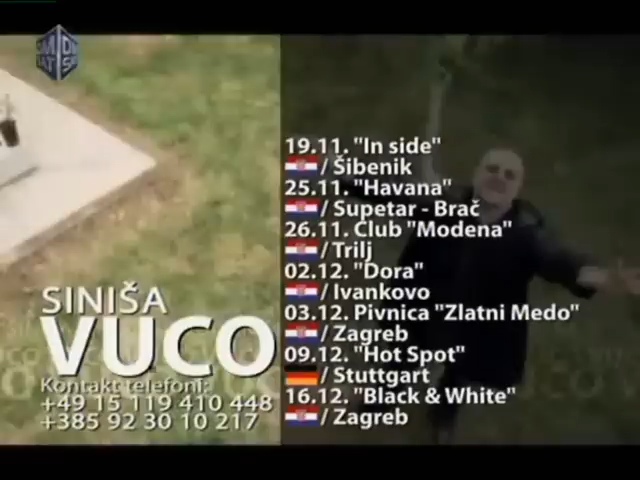 SINIŠA
VUCO
Kontakt telefoni:
+49 15 119 410 448
+385 92 30 10 217
19.11. "In side"
/ Šibenik
25.11. "Havana"
/ Supetar - Brač
26.11. Club "Modena"
/ Trilj
02.12. "Dora"
/ Ivankovo
03.12. Pivnica "Zlatni Medo"
/ Zagreb
09.12. "Hot Spot"
/ Stuttgart
16.12. "Black & White"
/ Zagreb